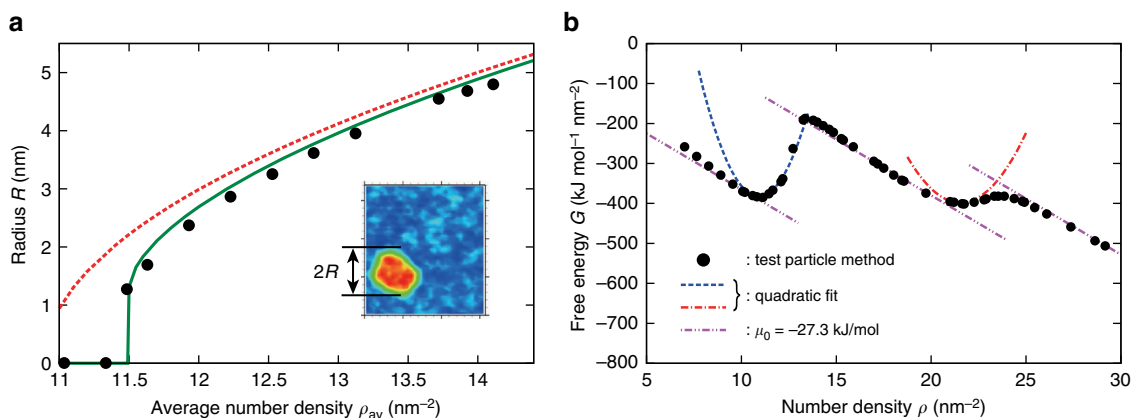 a
Radius R (nm)
5
4
3
2
1
0
2R
11
11.5
12
12.5
13
13.5
14
Average number density ρav (nm⁻²)
b
Free energy G (kJ mol⁻¹ nm⁻²)
0
−100
−200
−300
−400
−500
−600
−700
−800
: test particle method
: quadratic fit
: μ₀ = −27.3 kJ/mol
5
10
15
20
25
30
Number density ρ (nm⁻²)